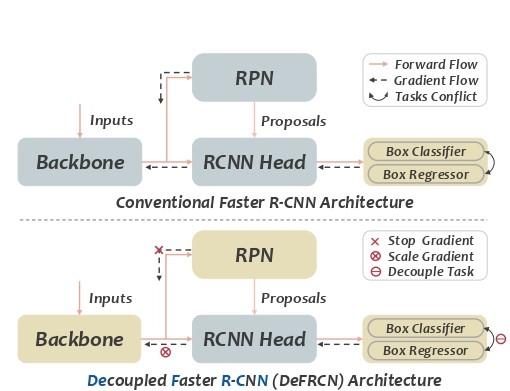 RPN
Forward Flow
Gradient Flow
Tasks Conflict
Inputs
Proposals
Backbone
RCNN Head
Box Classifier
Box Regressor
Conventional Faster R-CNN Architecture
RPN
Stop Gradient
Scale Gradient
Decouple Task
Inputs
Proposals
Backbone
RCNN Head
Box Classifier
Box Regressor
Decoupled Faster R-CNN (DeFRCN) Architecture